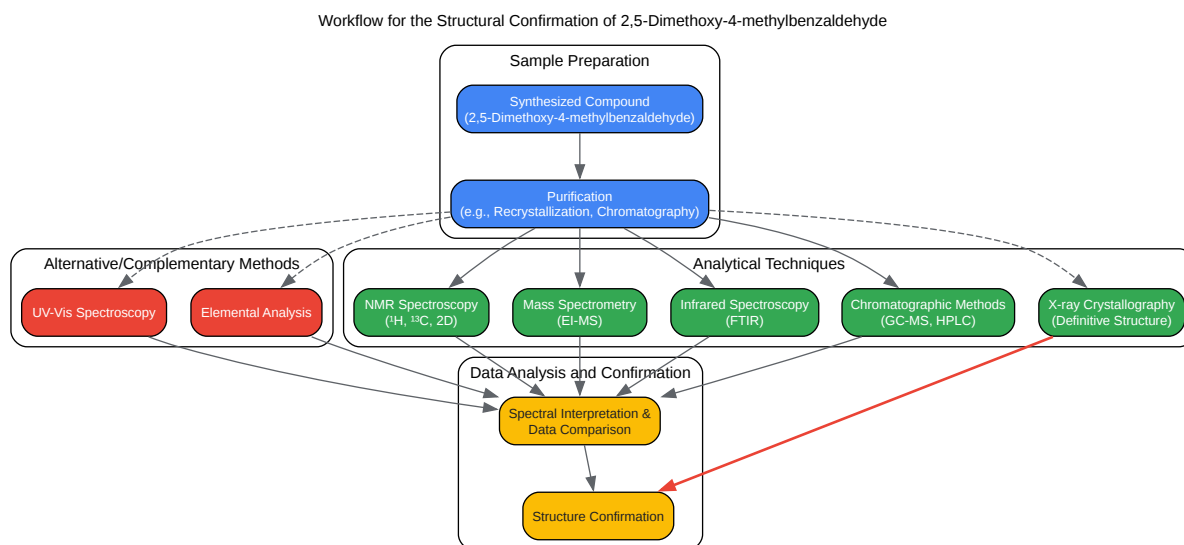 Workflow for the Structural Confirmation of 2,5-Dimethoxy-4-methylbenzaldehyde
Sample Preparation
Synthesized Compound
(2,5-Dimethoxy-4-methylbenzaldehyde)
Purification
(e.g., Recrystallization, Chromatography)
Alternative/Complementary Methods
UV-Vis Spectroscopy
Elemental Analysis
Analytical Techniques
NMR Spectroscopy
(¹H, ¹³C, 2D)
Mass Spectrometry
(EI-MS)
Infrared Spectroscopy
(FTIR)
Chromatographic Methods
(GC-MS, HPLC)
X-ray Crystallography
(Definitive Structure)
Data Analysis and Confirmation
Spectral Interpretation &
Data Comparison
Structure Confirmation